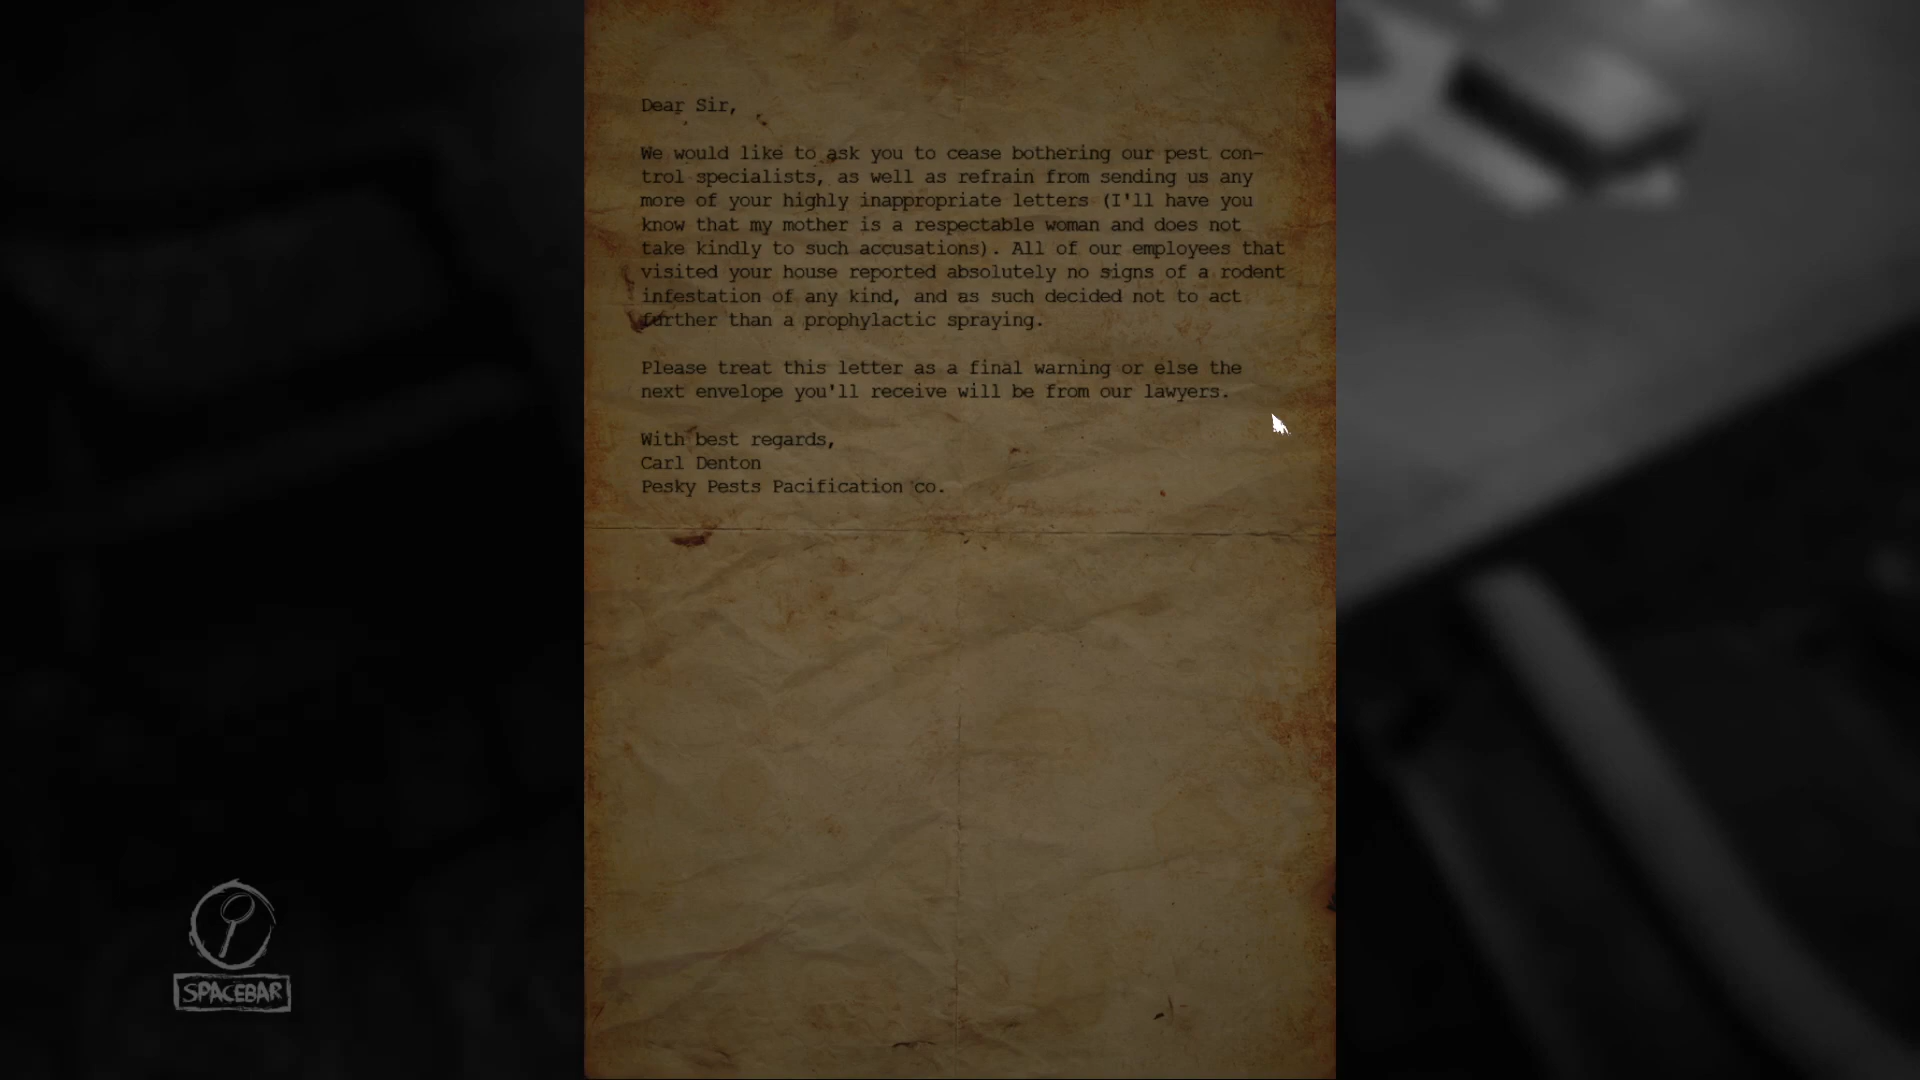 Dear Sir,
We would like to ask you to cease bothering our pest con-
trol specialists, as well as refrain from sending us any
more of your highly inappropriate letters (I'll have you
know that my mother is a respectable woman and does not
take kindly to such accusations). All of our employees that
visited your house reported absolutely no signs of a rodent
infestation of any kind, and as such decided not to act
further than a prophylactic spraying.
Please treat this letter as a final warning or else the
next envelope you'll receive will be from our lawyers.
With best regards,
Carl Denton
Pesky Pests Pacification co.
SPACEBAR